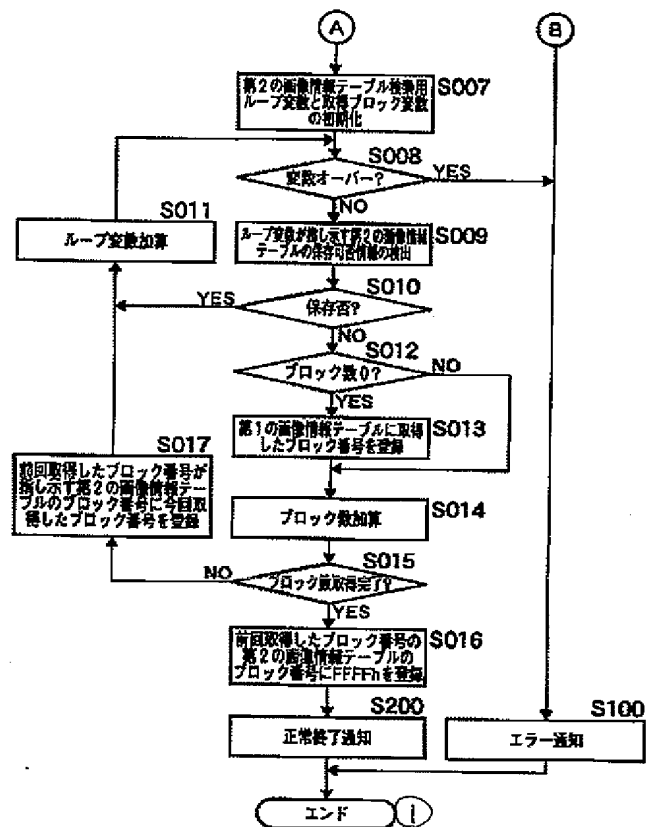 A
B
第2の画像情報テーブル検索用
ループ変数と取得ブロック変数
の初期化
S007
S008
変数オーバー?
YES
NO
S011
ループ変数加算
ループ変数が指し示す第2の画像情報
テーブルの保存可否情報の検出
S009
S010
保存否?
YES
NO
S012
ブロック数0?
NO
YES
第1の画像情報テーブルに取得
したブロック番号を登録
S013
S017
前回取得したブロック番号が
指し示す第2の画像情報テー
ブルのブロック番号に今回取
得したブロック番号を登録
ブロック数加算
S014
S015
ブロック数取得完了?
NO
YES
前回取得したブロック番号の
第2の画像情報テーブルの
ブロック番号にFFFFhを登録
S016
S200
正常終了通知
S100
エラー通知
エンド
i